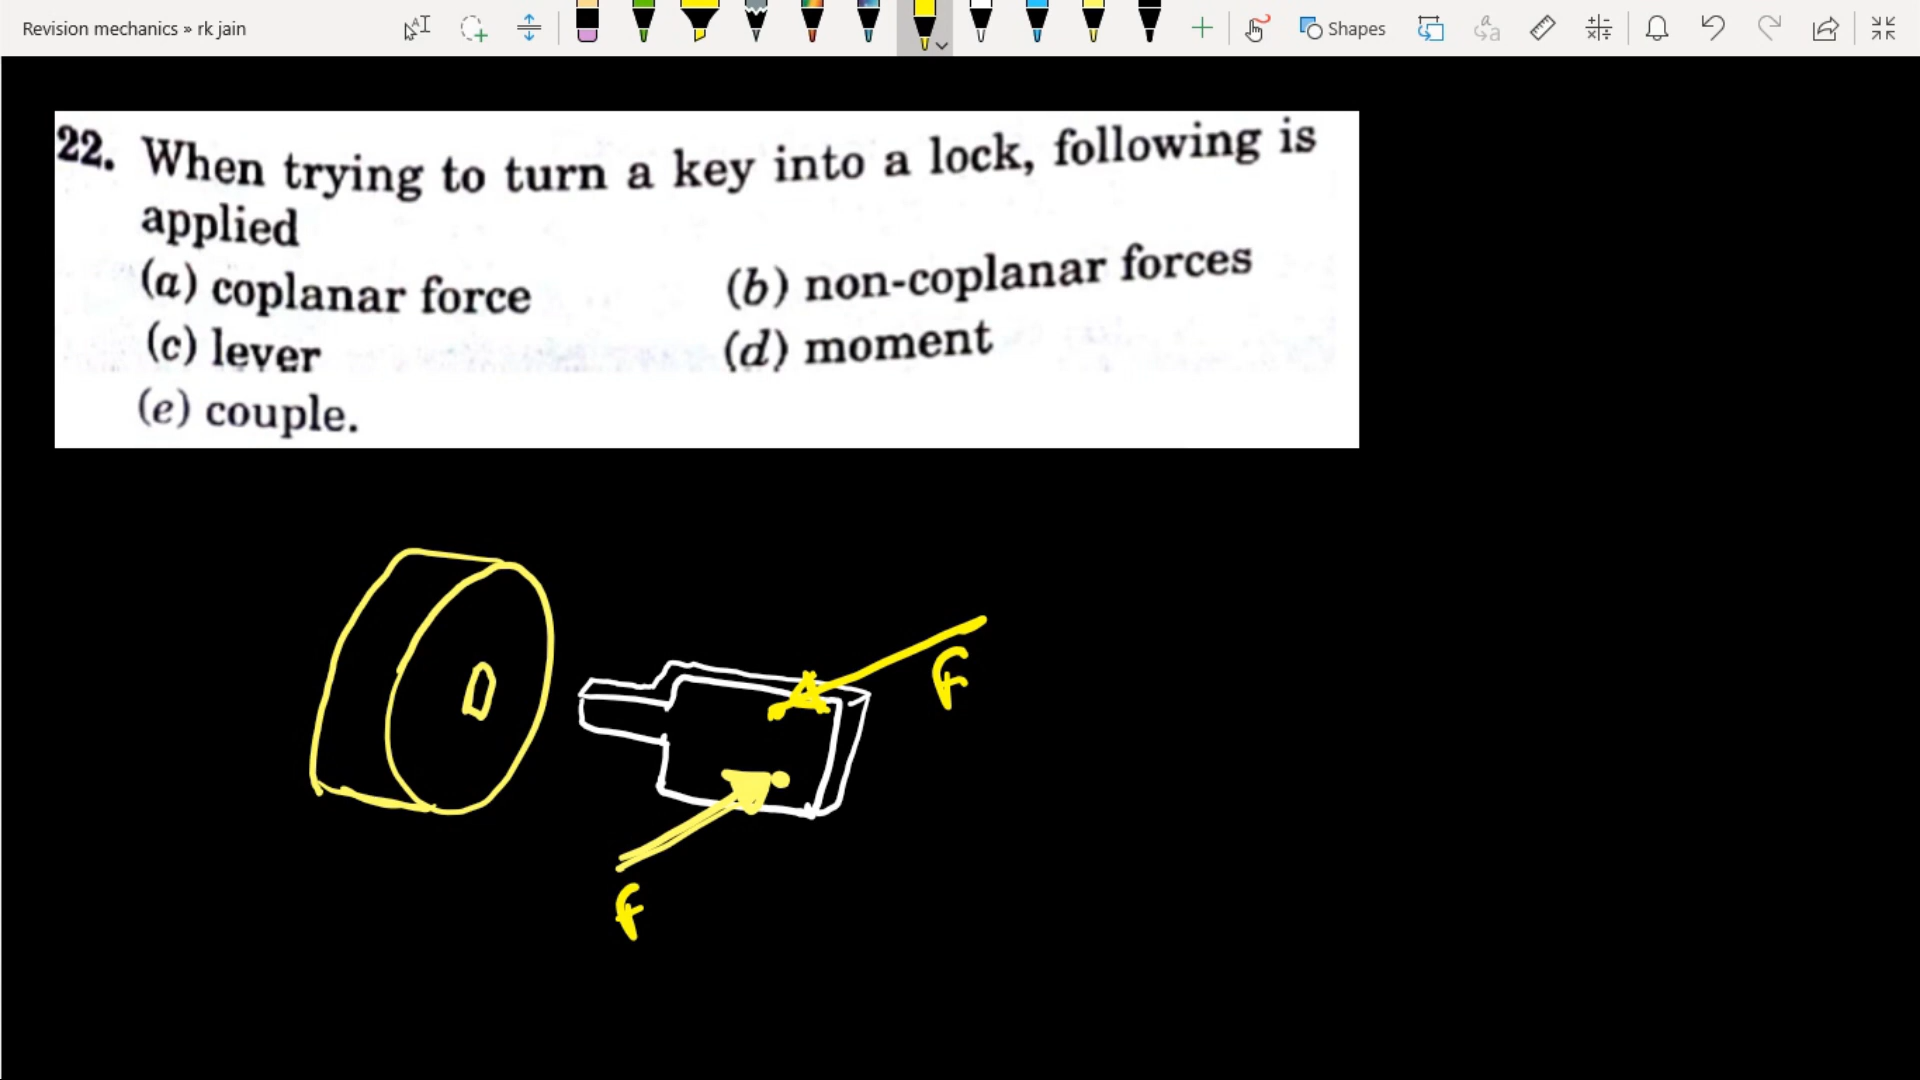 Revision mechanics » rk jain
Shapes
22. When trying to turn a key into a lock, following is
applied
(a) coplanar force
(b) non-coplanar forces
(c) lever
(d) moment
(e) couple.
F
F